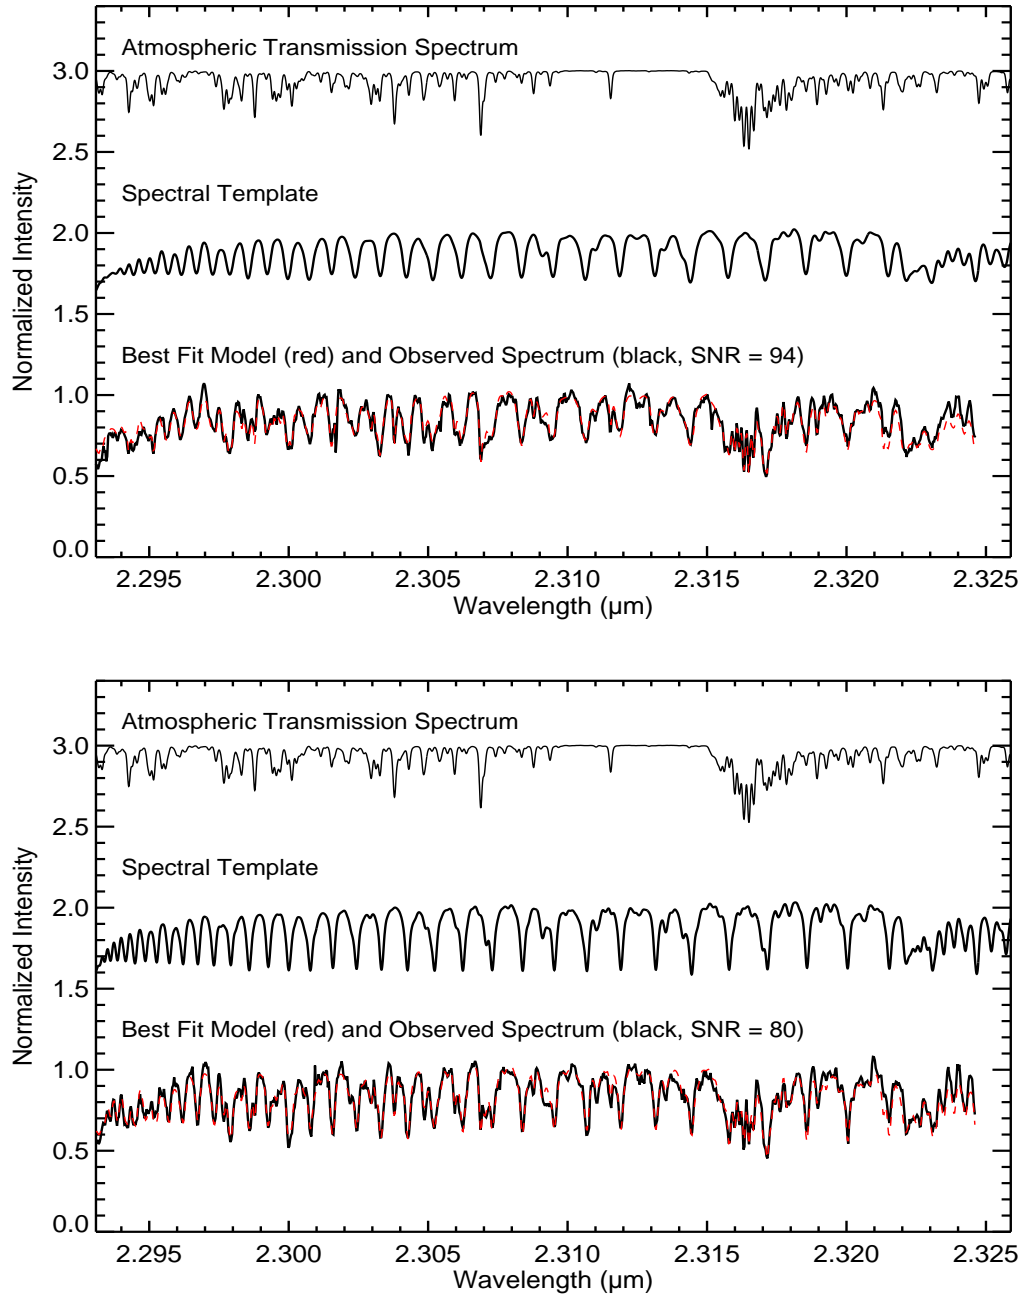 Atmospheric Transmission Spectrum
3.0
2.5
Spectral Template
2.0
1.5
Best Fit Model (red) and Observed Spectrum (black, SNR = 94)
1.0
0.5
0.0
Normalized Intensity
2.295 2.300 2.305 2.310 2.315 2.320 2.325
Wavelength (µm)
Atmospheric Transmission Spectrum
3.0
2.5
Spectral Template
2.0
1.5
Best Fit Model (red) and Observed Spectrum (black, SNR = 80)
1.0
0.5
0.0
Normalized Intensity
2.295 2.300 2.305 2.310 2.315 2.320 2.325
Wavelength (µm)